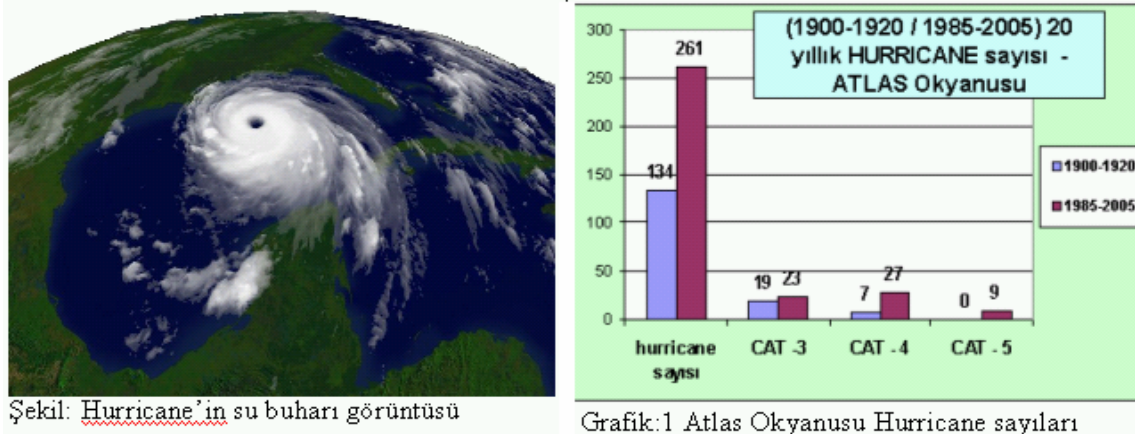 Şekil: Hurricane'in su buharı görüntüsü
(1900-1920 / 1985-2005) 20
yıllık HURRICANE sayısı -
ATLAS Okyanusu
300
250
200
150
100
50
0
134
261
19
23
7
27
0
9
hurricane
sayısı
CAT -3
CAT - 4
CAT - 5
1900-1920
1985-2005
Grafik:1 Atlas Okyanusu Hurricane sayıları